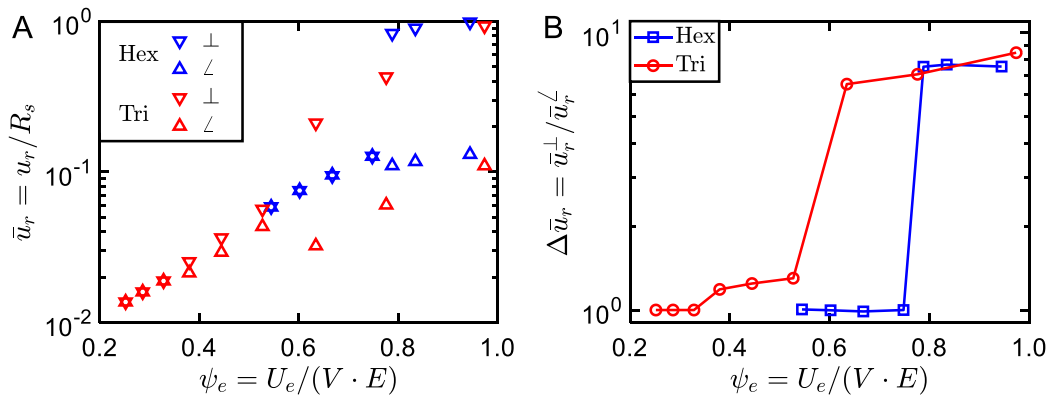 A
10^0
10^{-1}
10^{-2}
ū_r = u_r/R_s
Hex ▽ ⊥
△ ∠
Tri ▽ ⊥
△ ∠
0.2 0.4 0.6 0.8 1.0
ψ_e = U_e/(V · E)
B
10^1
10^0
Δū_r = ū_r^⊥/ū_r^∠
Hex
Tri
0.2 0.4 0.6 0.8 1.0
ψ_e = U_e/(V · E)